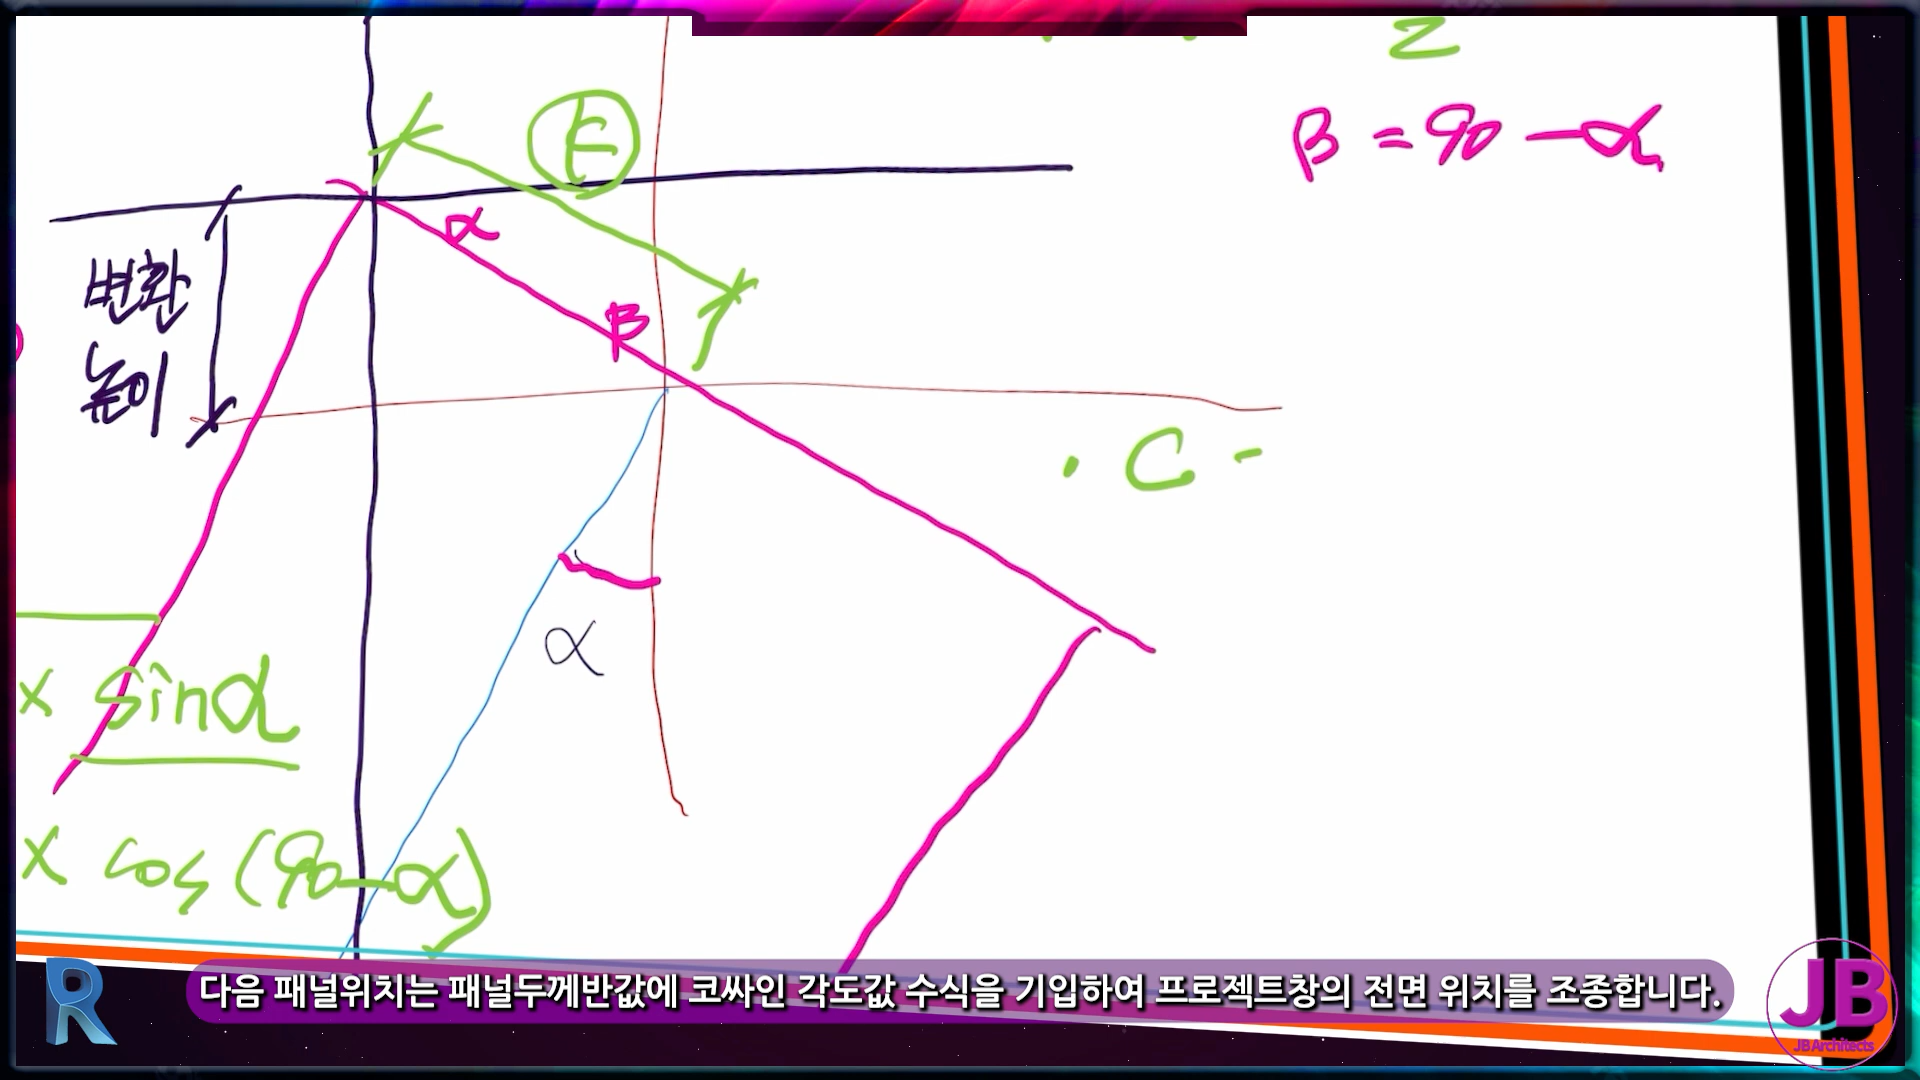 2
β = 90 - α
E
α
변환
높이
β
· C -
α
x sinα
x cos(90-α)
다음 패널위치는 패널두께반값에 코싸인 각도값 수식을 기입하여 프로젝트창의 전면 위치를 조종합니다.
R
JB
JB Architects